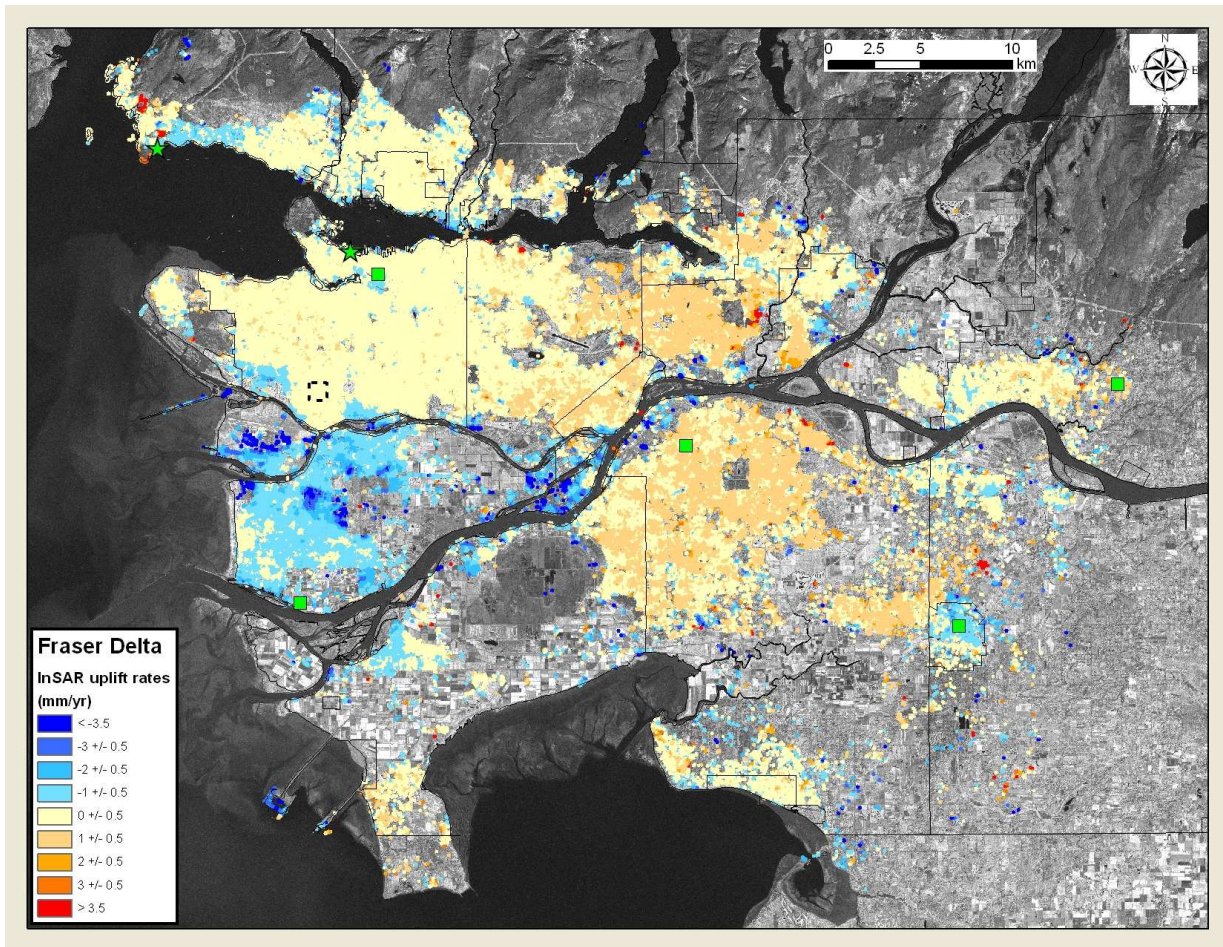 0 2.5 5 10
km
N
W E
S
Fraser Delta
InSAR uplift rates
(mm/yr)
< -3.5
-3 +/- 0.5
-2 +/- 0.5
-1 +/- 0.5
0 +/- 0.5
1 +/- 0.5
2 +/- 0.5
3 +/- 0.5
> 3.5